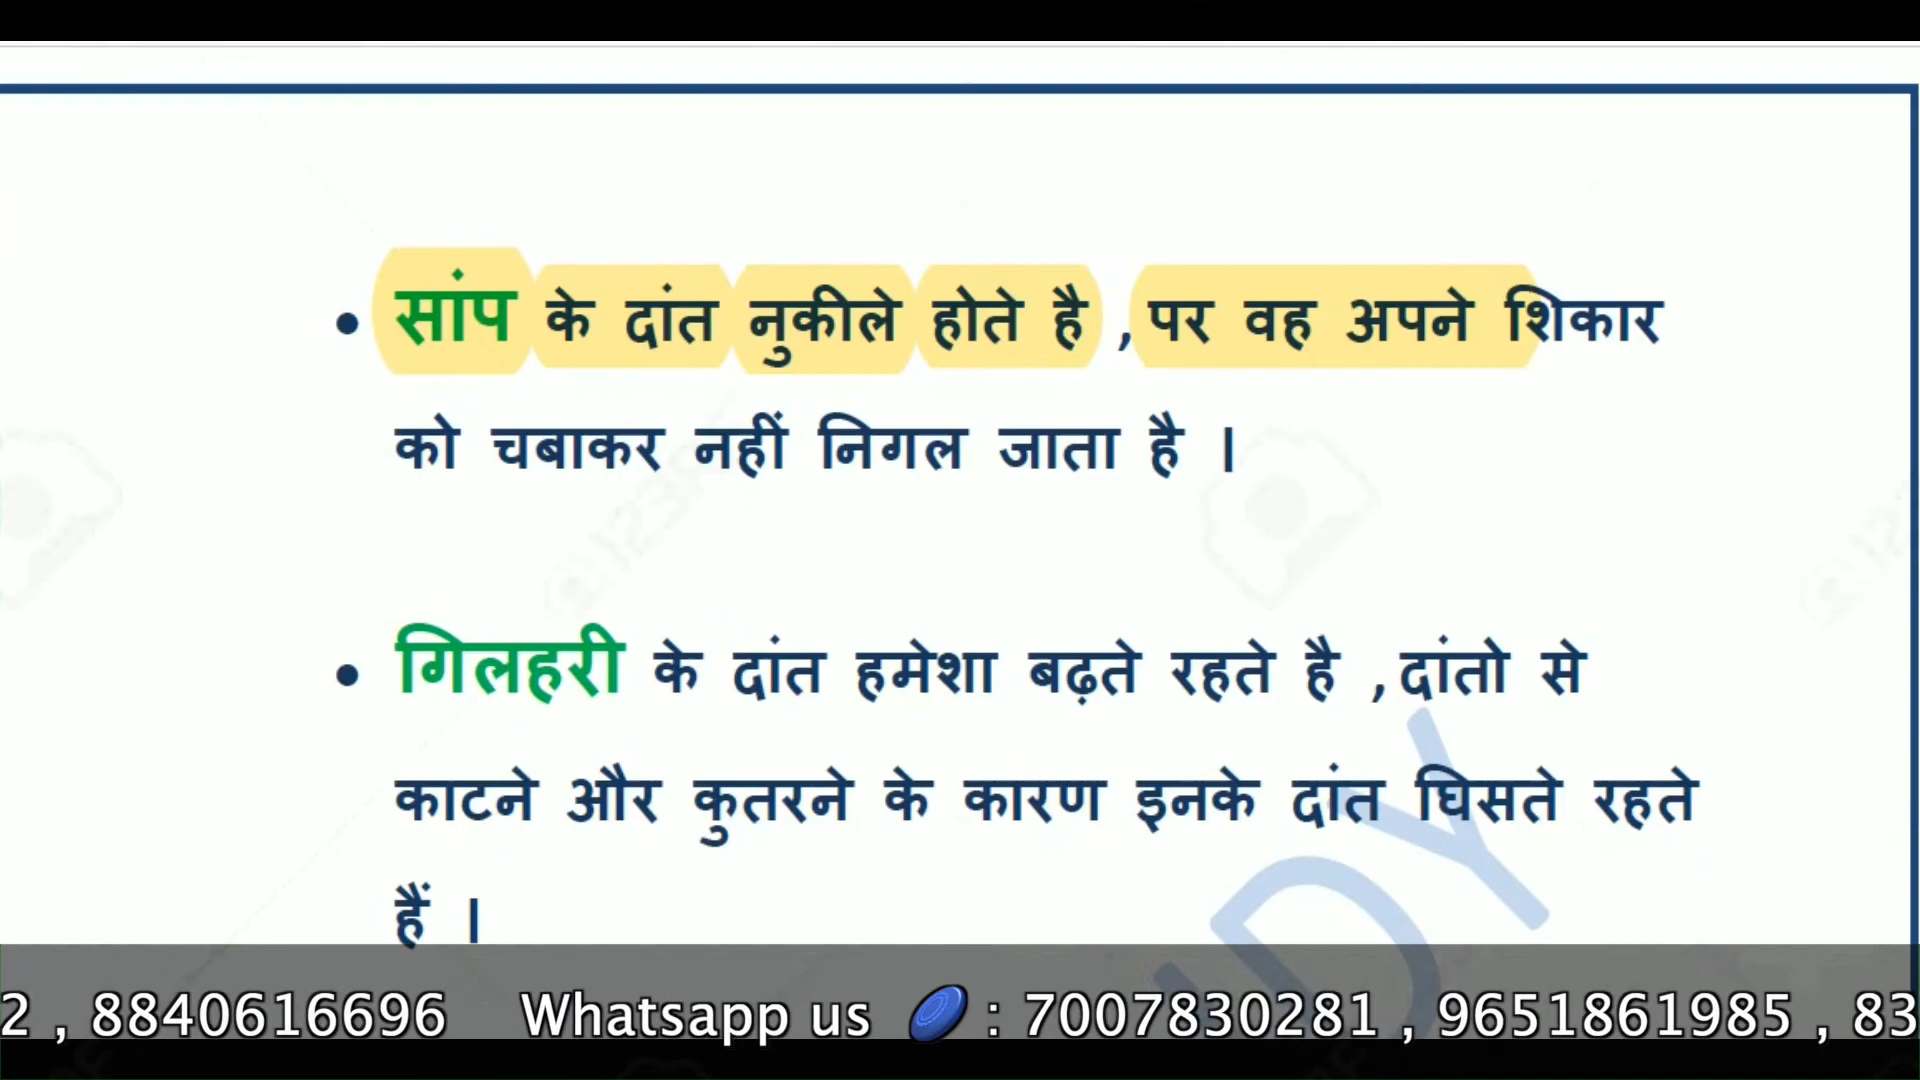 • सांप के दांत नुकीले होते है ,पर वह अपने शिकार
को चबाकर नहीं निगल जाता है ।
• गिलहरी के दांत हमेशा बढ़ते रहते है ,दांतो से
काटने और कुतरने के कारण इनके दांत घिसते रहते
हैं ।
DY
2 , 8840616696 Whatsapp us : 7007830281 , 9651861985 , 83